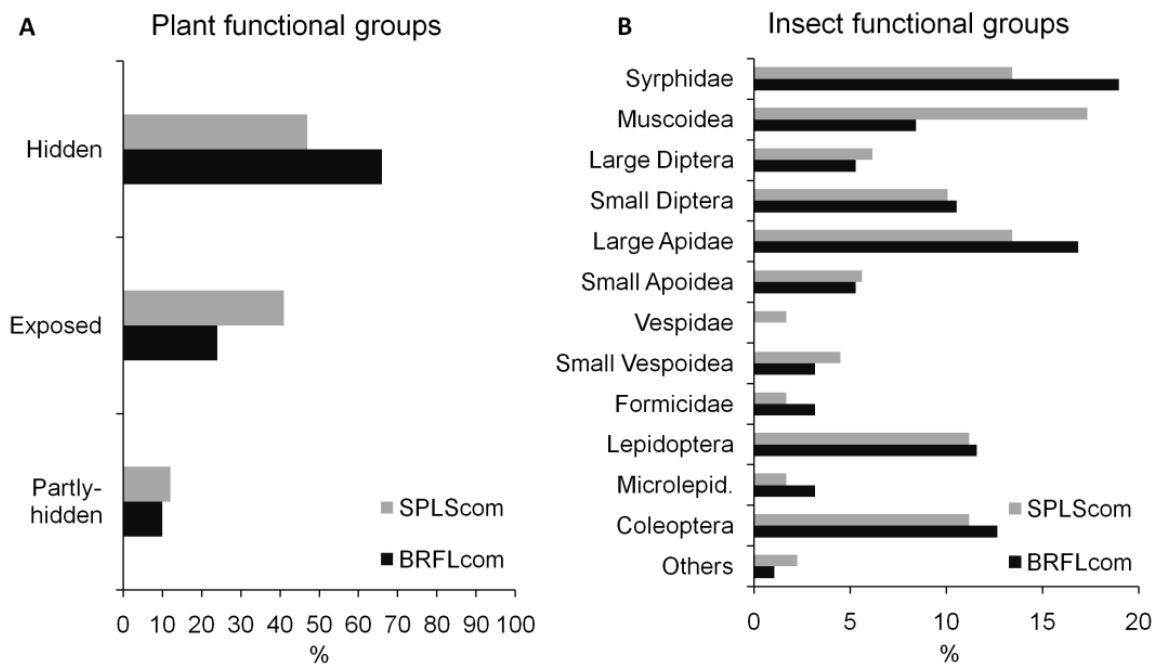 A
Plant functional groups
Hidden
Exposed
Partly-
hidden
SPLScom
BRFLcom
0 10 20 30 40 50 60 70 80 90 100
%
B
Insect functional groups
Syrphidae
Muscoidea
Large Diptera
Small Diptera
Large Apidae
Small Apoidea
Vespidae
Small Vespoidea
Formicidae
Lepidoptera
Microlepid.
Coleoptera
Others
SPLScom
BRFLcom
0 5 10 15 20
%